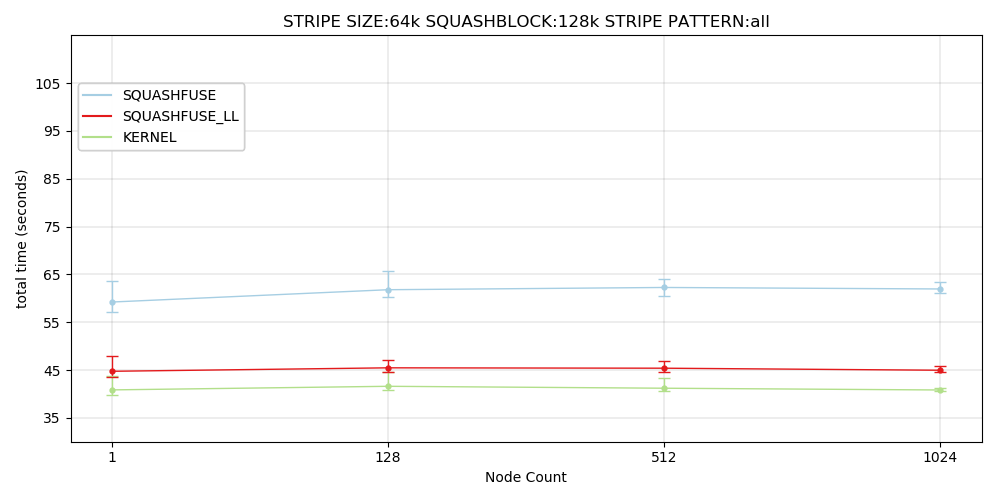 STRIPE SIZE:64k SQUASHBLOCK:128k STRIPE PATTERN:all
105
95
85
75
65
55
45
35
total time (seconds)
SQUASHFUSE
SQUASHFUSE_LL
KERNEL
1
128
512
1024
Node Count